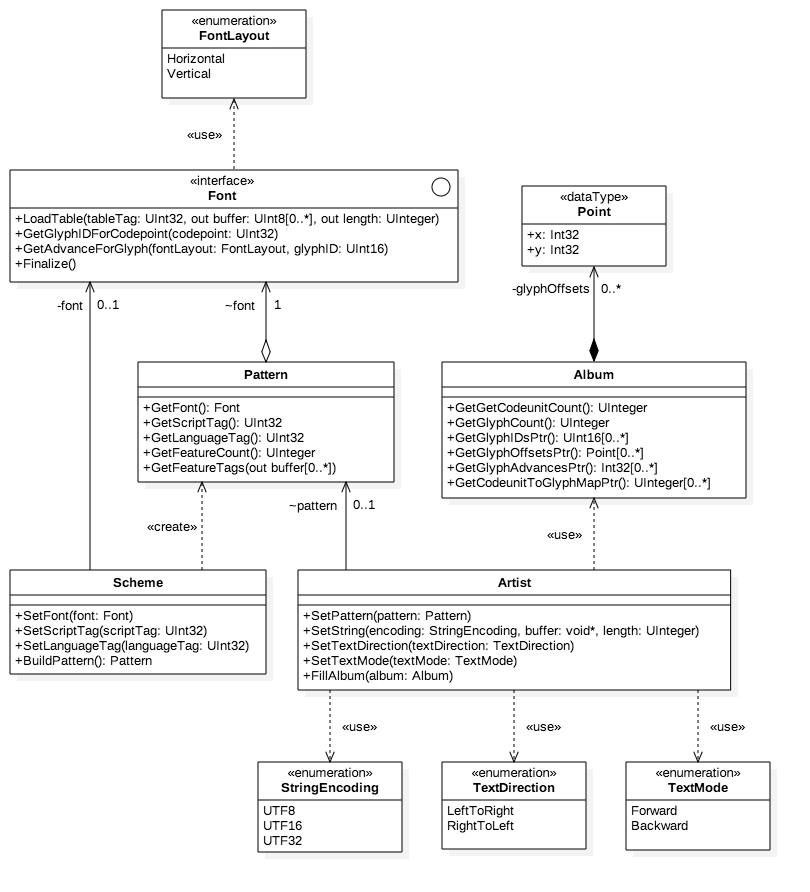 «enumeration»
FontLayout
Horizontal
Vertical
«use»
«interface»
Font
+LoadTable(tableTag: UInt32, out buffer: UInt8[0..*], out length: UInteger)
+GetGlyphIDForCodepoint(codepoint: UInt32)
+GetAdvanceForGlyph(fontLayout: FontLayout, glyphID: UInt16)
+Finalize()
«dataType»
Point
+x: Int32
+y: Int32
-font 0..1
~font 1
-glyphOffsets 0..*
Pattern
+GetFont(): Font
+GetScriptTag(): UInt32
+GetLanguageTag(): UInt32
+GetFeatureCount(): UInteger
+GetFeatureTags(out buffer[0..*])
Album
+GetGetCodeunitCount(): UInteger
+GetGlyphCount(): UInteger
+GetGlyphIDsPtr(): UInt16[0..*]
+GetGlyphOffsetsPtr(): Point[0..*]
+GetGlyphAdvancesPtr(): Int32[0..*]
+GetCodeunitToGlyphMapPtr(): UInteger[0..*]
«create»
~pattern 0..1
«use»
Scheme
+SetFont(font: Font)
+SetScriptTag(scriptTag: UInt32)
+SetLanguageTag(languageTag: UInt32)
+BuildPattern(): Pattern
Artist
+SetPattern(pattern: Pattern)
+SetString(encoding: StringEncoding, buffer: void*, length: UInteger)
+SetTextDirection(textDirection: TextDirection)
+SetTextMode(textMode: TextMode)
+FillAlbum(album: Album)
«use»
«use»
«use»
«enumeration»
StringEncoding
UTF8
UTF16
UTF32
«enumeration»
TextDirection
LeftToRight
RightToLeft
«enumeration»
TextMode
Forward
Backward